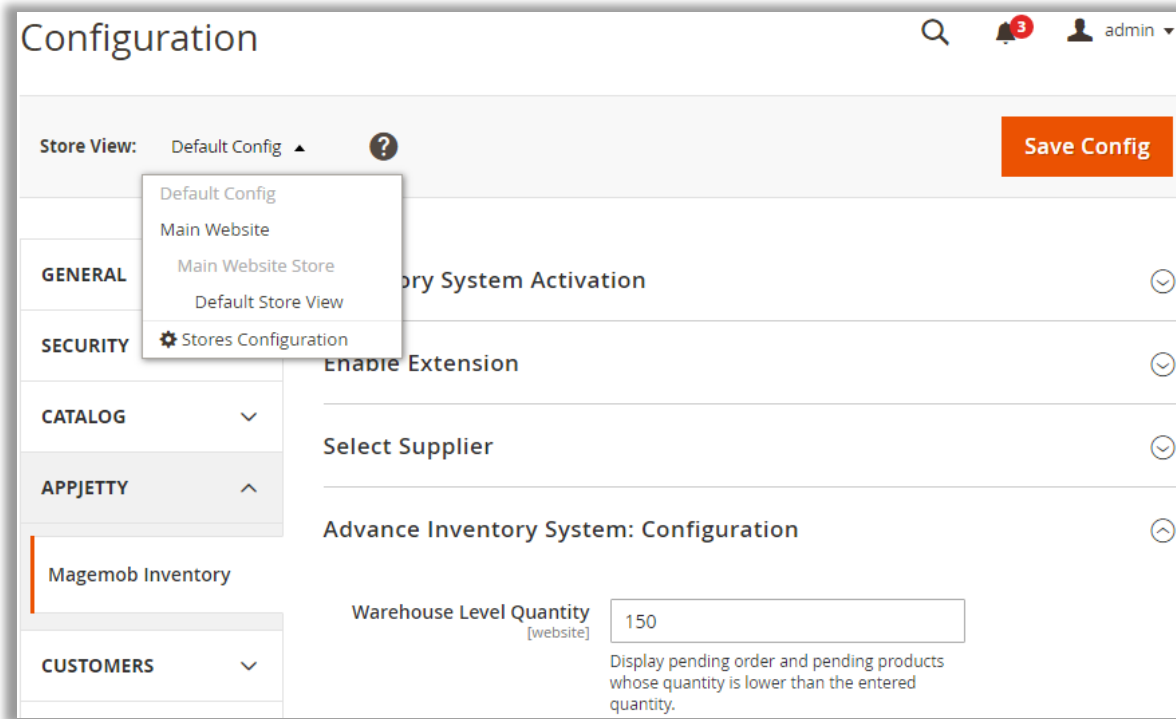 Configuration
3
admin
Store View:
Default Config
?
Save Config
Default Config
Main Website
Main Website Store
Default Store View
Stores Configuration
GENERAL
SECURITY
CATALOG
APPJETTY
Magemob Inventory
CUSTOMERS
ory System Activation
Enable Extension
Select Supplier
Advance Inventory System: Configuration
Warehouse Level Quantity
[website]
150
Display pending order and pending products
whose quantity is lower than the entered
quantity.